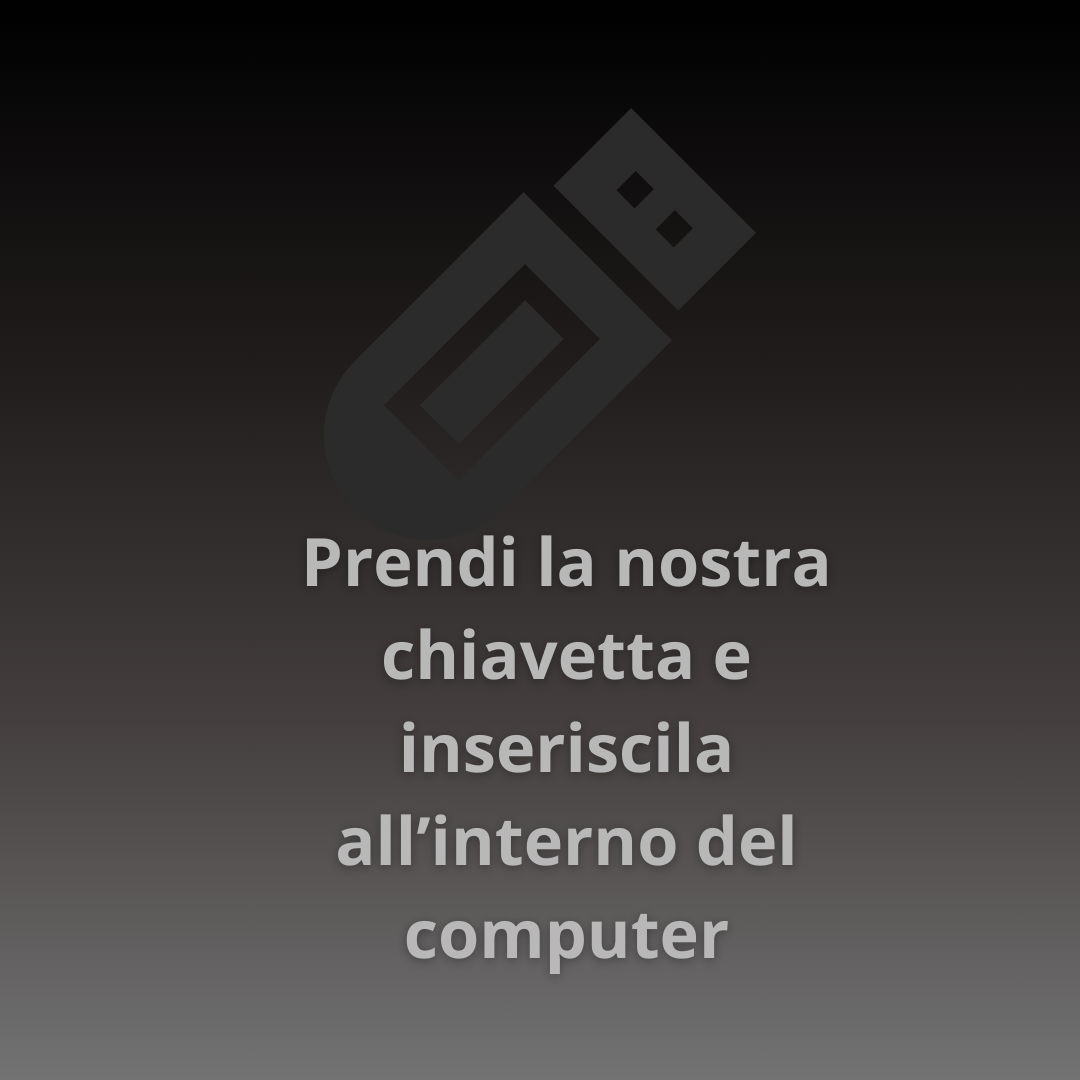 Prendi la nostra
chiavetta e
inseriscila
all’interno del
computer